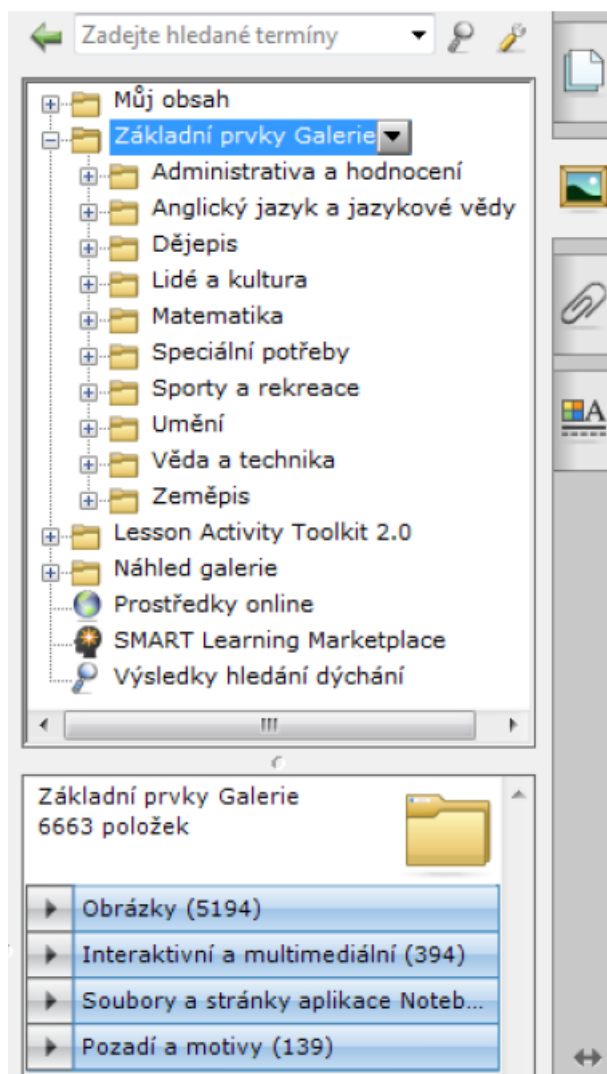 Zadejte hledané termíny
Můj obsah
Základní prvky Galerie
Administrativa a hodnocení
Anglický jazyk a jazykové vědy
Dějepis
Lidé a kultura
Matematika
Speciální potřeby
Sporty a rekreace
Umění
Věda a technika
Zeměpis
Lesson Activity Toolkit 2.0
Náhled galerie
Prostředky online
SMART Learning Marketplace
Výsledky hledání dýchání
Základní prvky Galerie
6663 položek
Obrázky (5194)
Interaktivní a multimediální (394)
Soubory a stránky aplikace Noteb...
Pozadí a motivy (139)
A